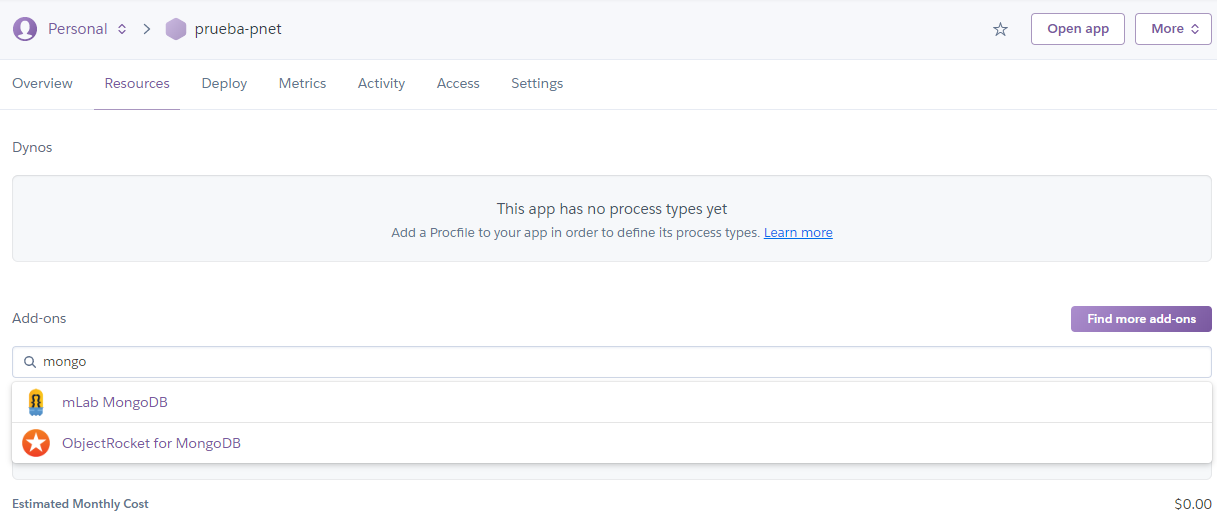 Personal prueba-pnet Open app More
Overview Resources Deploy Metrics Activity Access Settings
Dynos
This app has no process types yet
Add a Procfile to your app in order to define its process types. Learn more
Add-ons Find more add-ons
mongo
mLab MongoDB
ObjectRocket for MongoDB
Estimated Monthly Cost $0.00